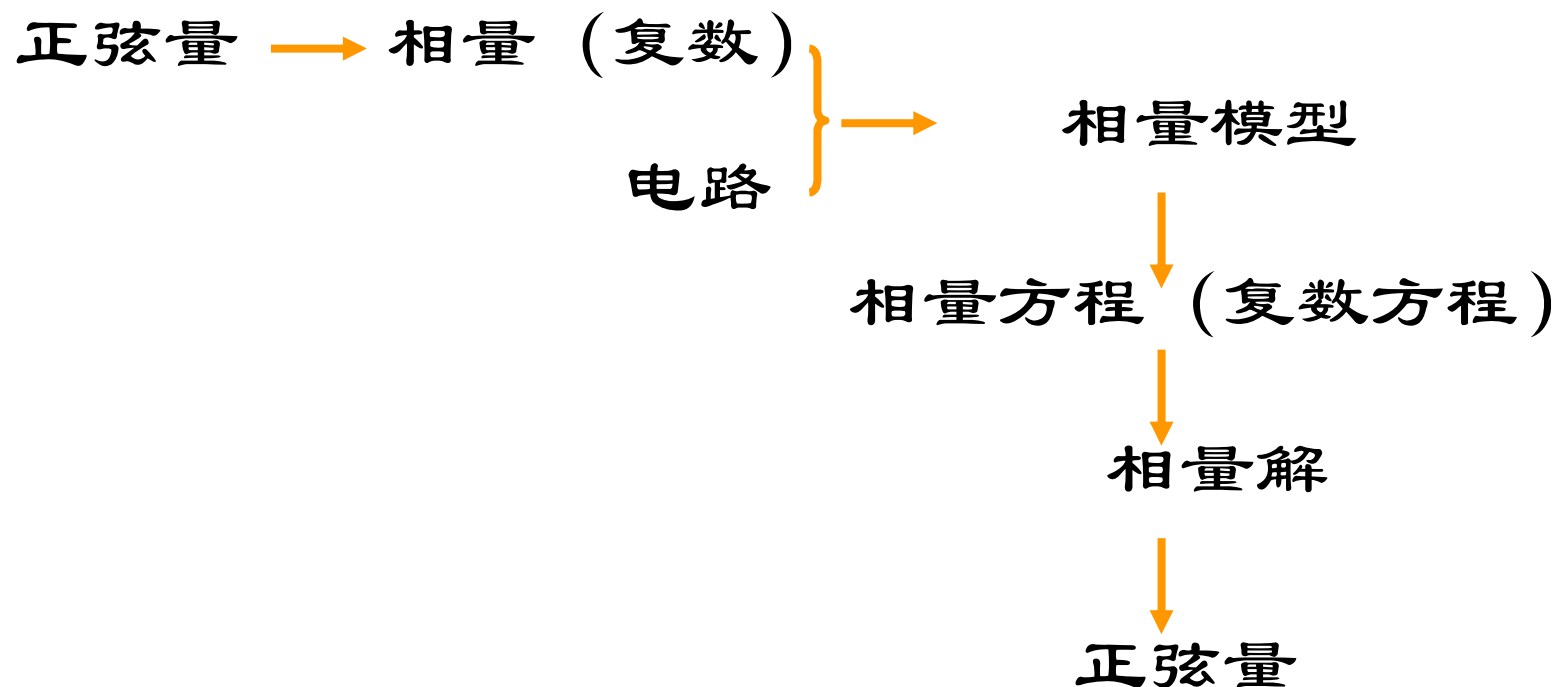 正弦量 相量（复数）
相量模型
电路
相量方程（复数方程）
相量解
正弦量